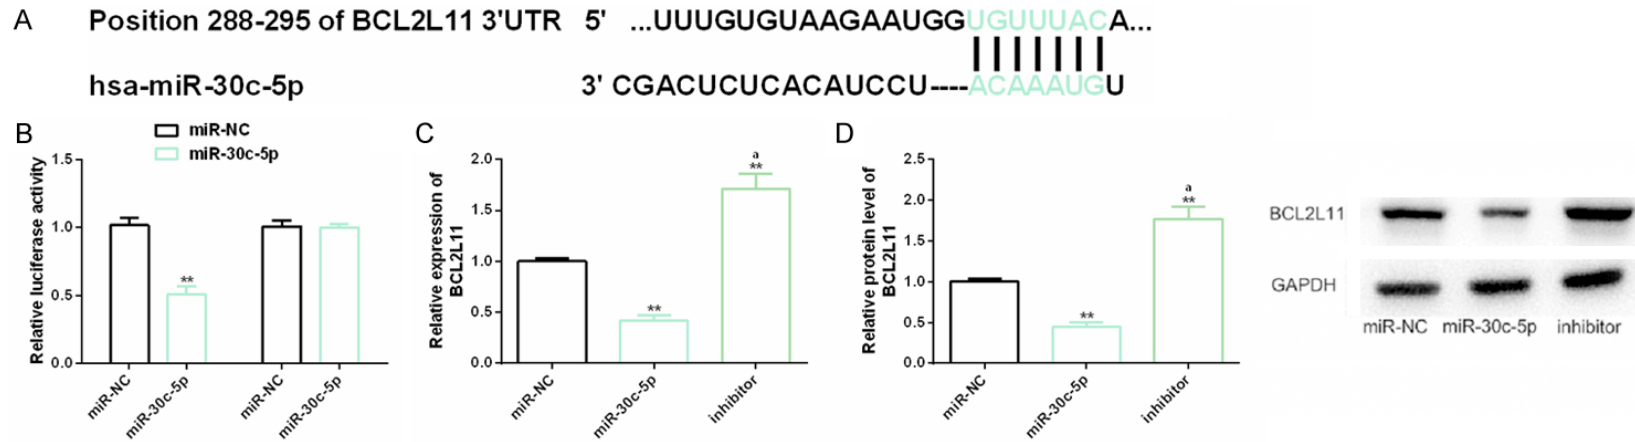 A
Position 288-295 of BCL2L11 3'UTR 5' ...UUUGUGUAAGAAUGGUGUUUACA...
hsa-miR-30c-5p 3' CGACUCUCACAUCCU----ACAAAUGU
B
miR-NC
miR-30c-5p
Relative luciferase activity
1.5
1.0
0.5
0.0
**
miR-NC
miR-30c-5p
miR-NC
miR-30c-5p
C
Relative expression of
BCL2L11
2.0
1.5
1.0
0.5
0.0
**
a
**
miR-NC
miR-30c-5p
inhibitor
D
Relative protein level of
BCL2L11
2.5
2.0
1.5
1.0
0.5
0.0
**
a
**
miR-NC
miR-30c-5p
inhibitor
BCL2L11
GAPDH
miR-NC miR-30c-5p inhibitor